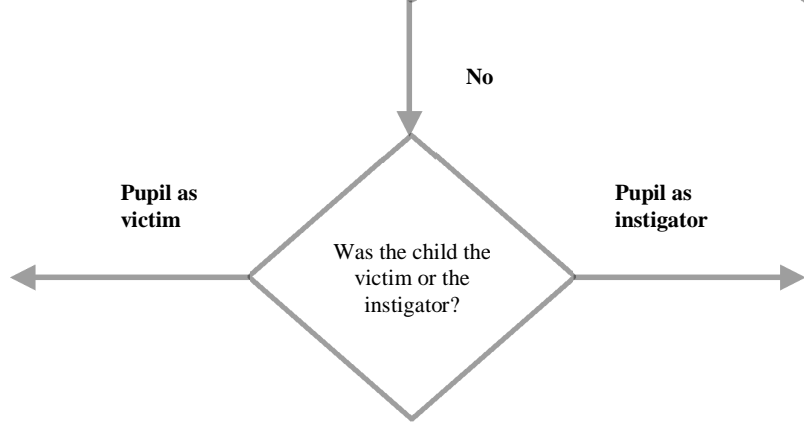 No
Pupil as
victim
Pupil as
instigator
Was the child the
victim or the
instigator?